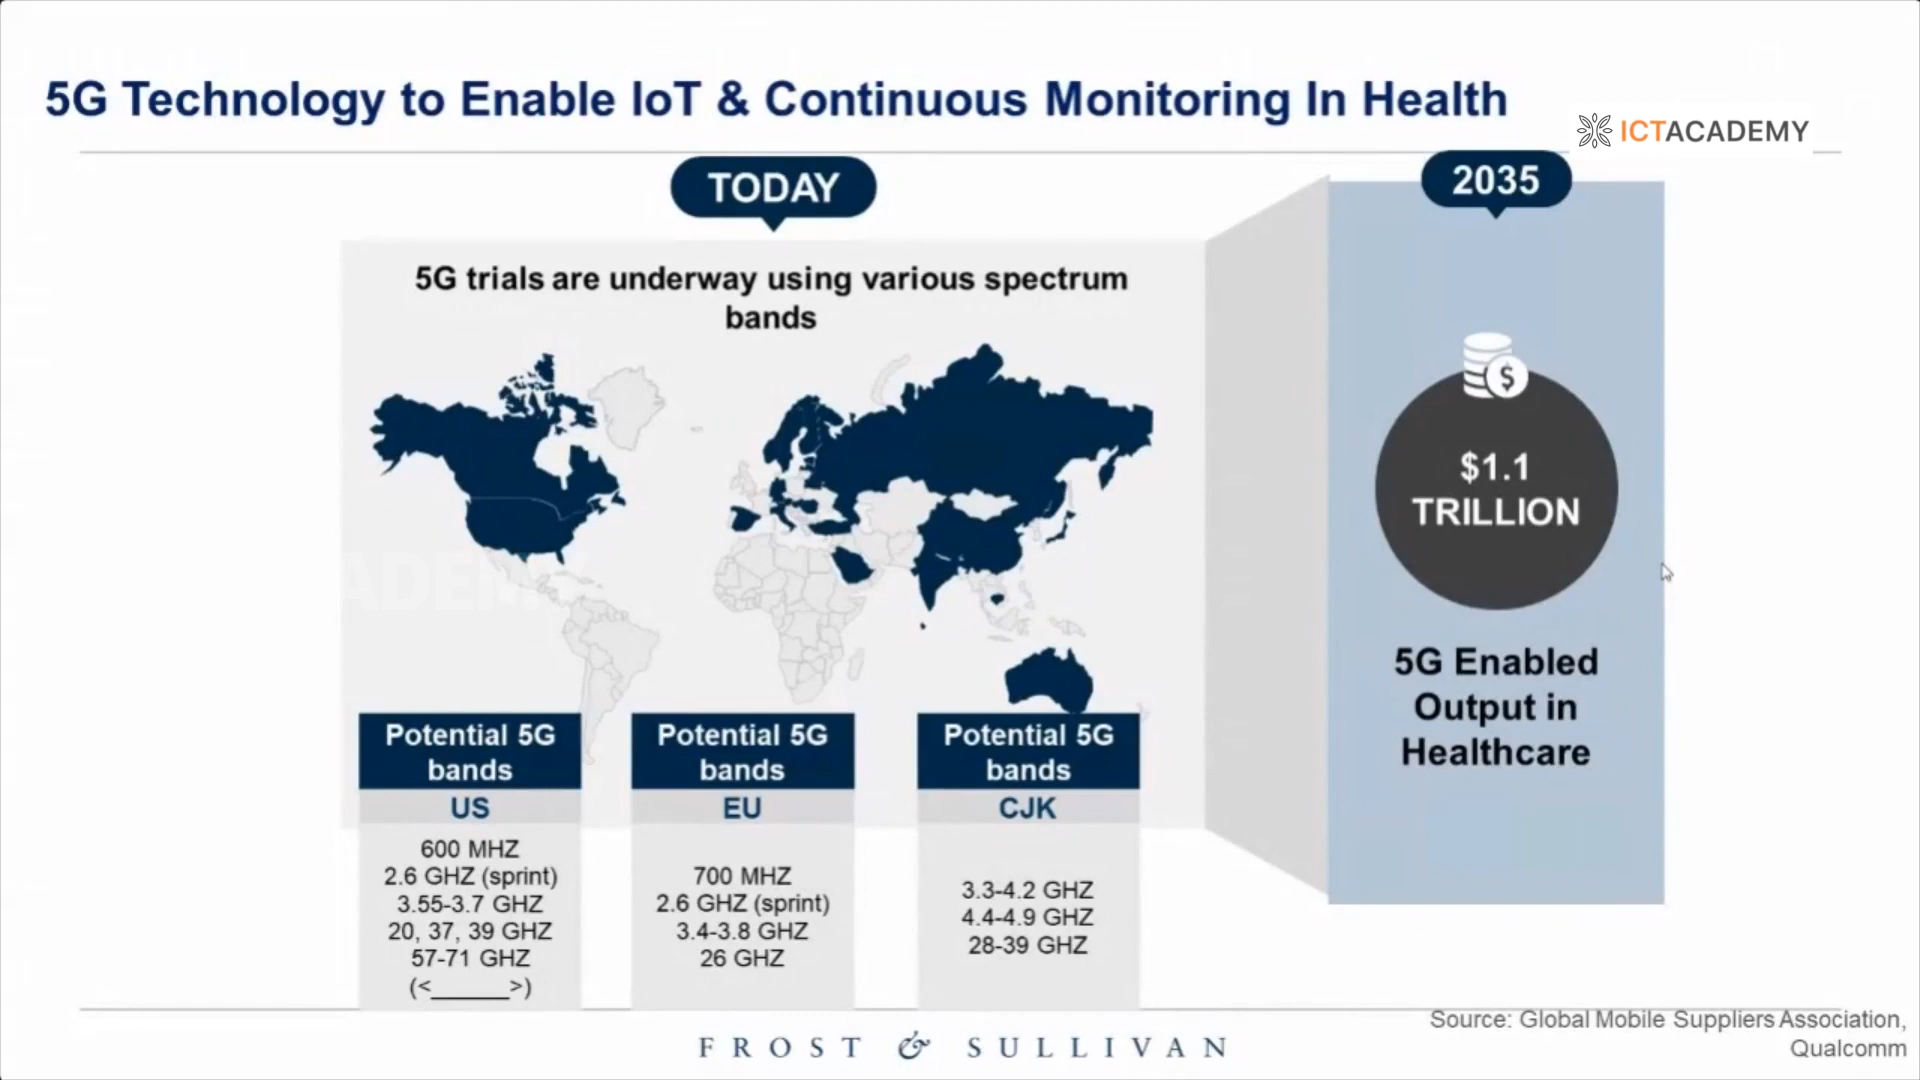 5G Technology to Enable IoT & Continuous Monitoring In Health
ICTACADEMY
TODAY
5G trials are underway using various spectrum
bands
ADEMY
Potential 5G
bands
US
600 MHZ
2.6 GHZ (sprint)
3.55-3.7 GHZ
20, 37, 39 GHZ
57-71 GHZ
(<______>)
Potential 5G
bands
EU
700 MHZ
2.6 GHZ (sprint)
3.4-3.8 GHZ
26 GHZ
Potential 5G
bands
CJK
3.3-4.2 GHZ
4.4-4.9 GHZ
28-39 GHZ
2035
$
$1.1
TRILLION
5G Enabled
Output in
Healthcare
Source: Global Mobile Suppliers Association,
Qualcomm
FROST & SULLIVAN